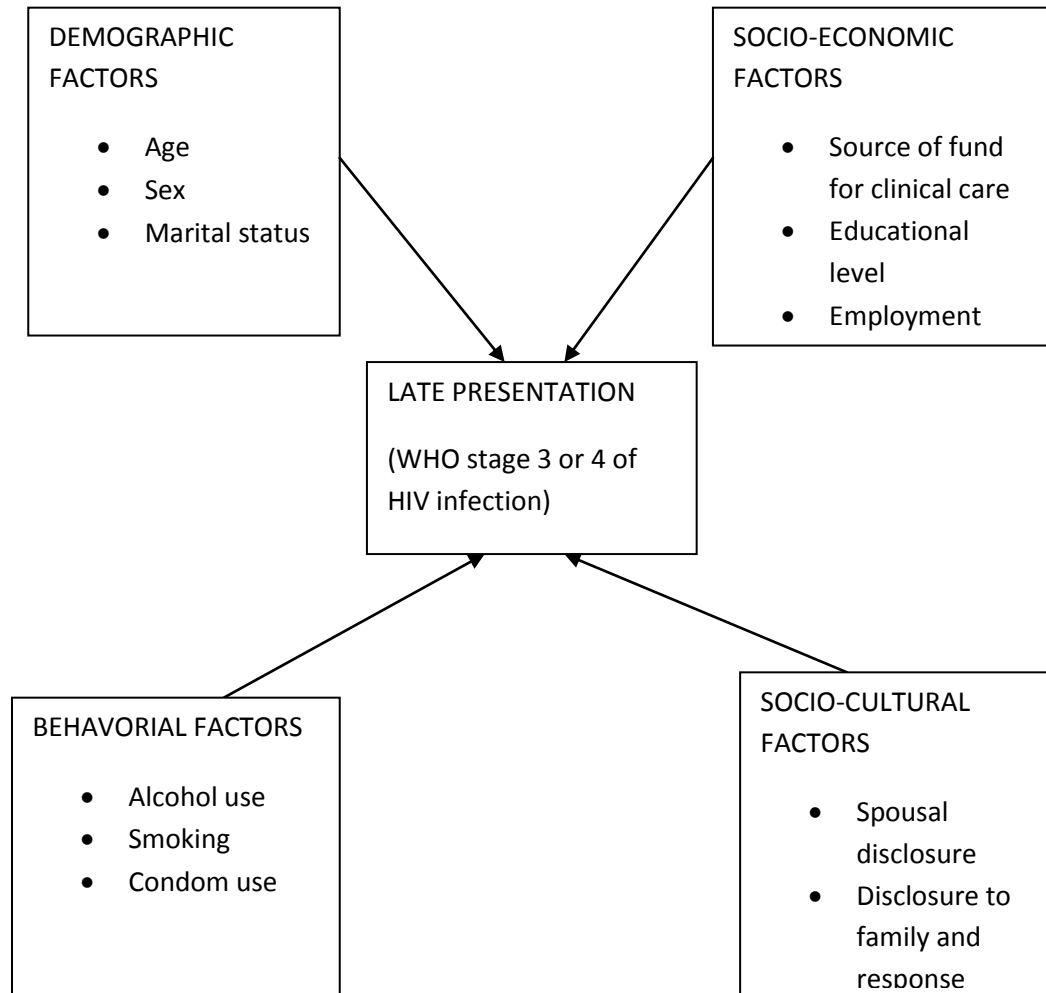 DEMOGRAPHIC
FACTORS
• Age
• Sex
• Marital status
SOCIO-ECONOMIC
FACTORS
• Source of fund
for clinical care
• Educational
level
• Employment
LATE PRESENTATION
(WHO stage 3 or 4 of
HIV infection)
BEHAVORIAL FACTORS
• Alcohol use
• Smoking
• Condom use
SOCIO-CULTURAL
FACTORS
• Spousal
disclosure
• Disclosure to
family and
response